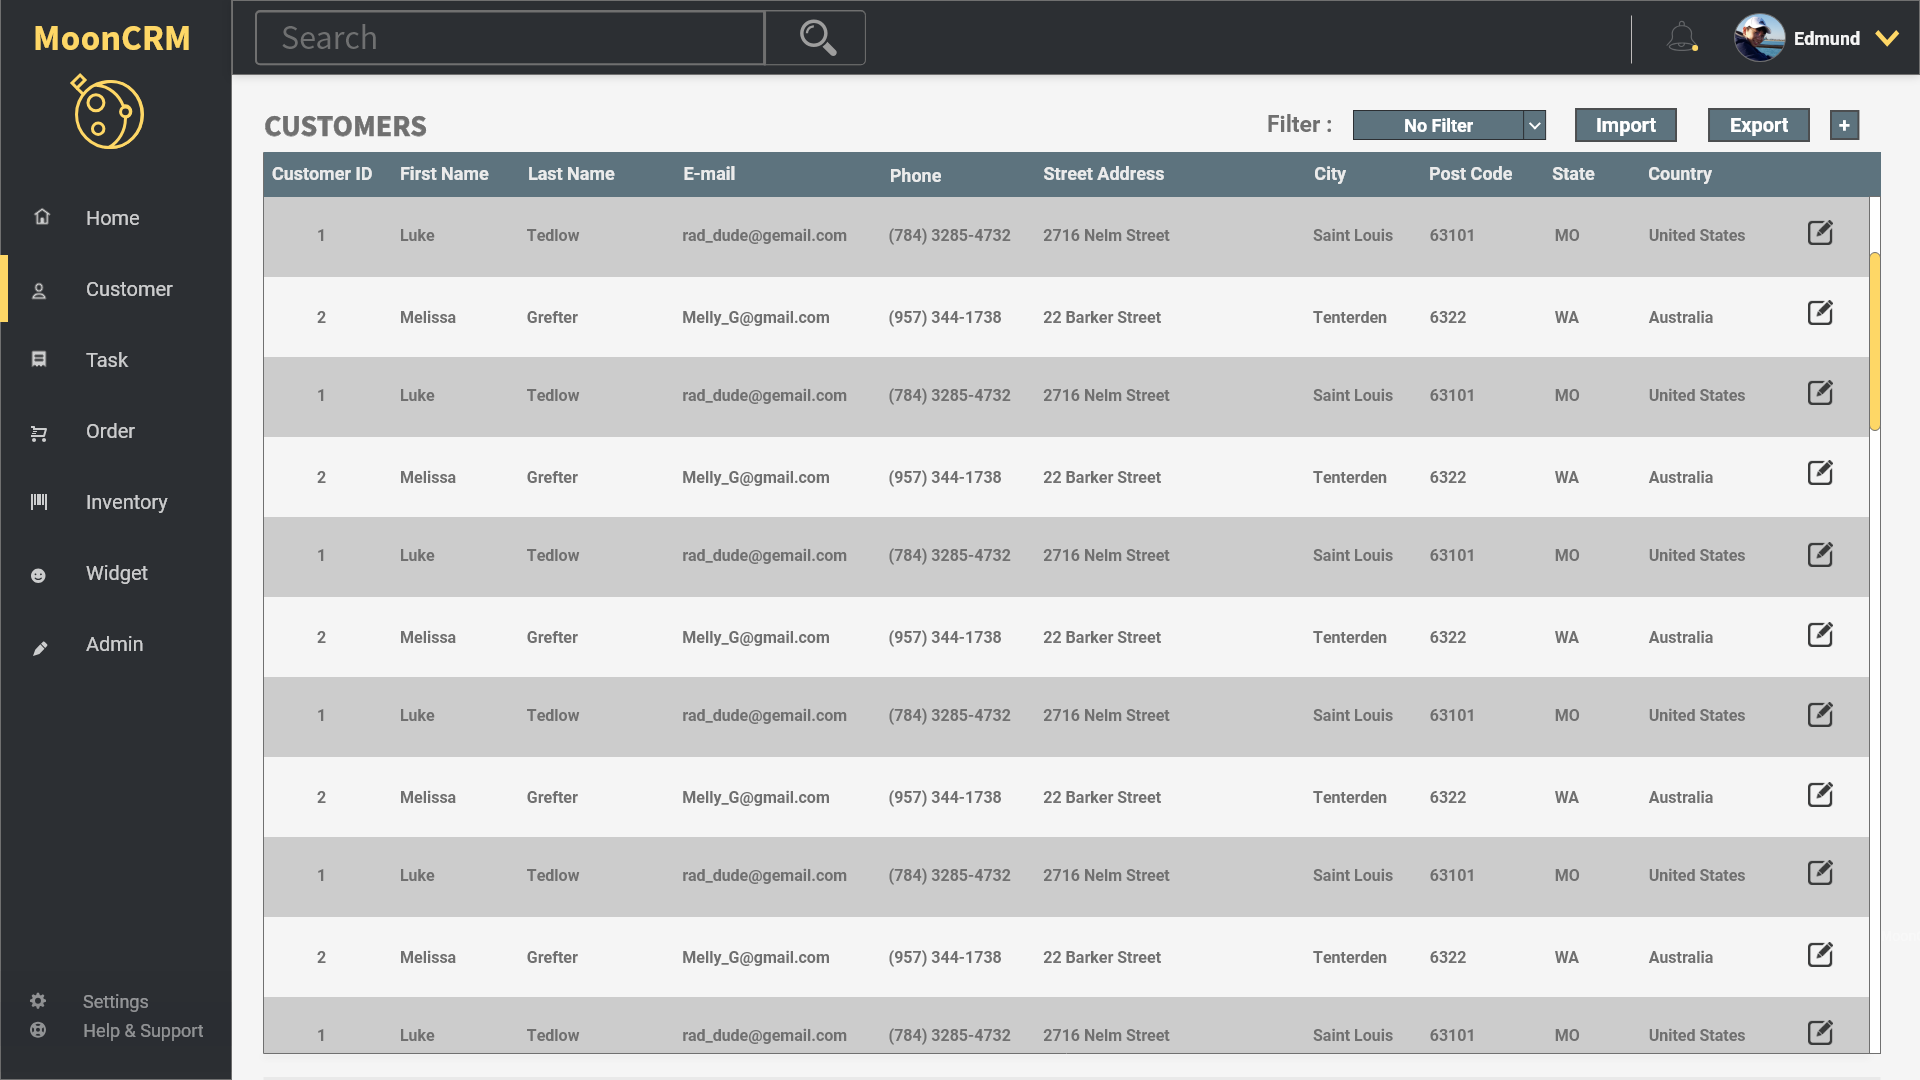 MoonCRM
Search
Edmund
Home
Customer
Task
Order
Inventory
Widget
Admin
Settings
Help & Support
CUSTOMERS
Filter : No Filter Import Export +
Customer ID First Name Last Name E-mail Phone Street Address City Post Code State Country
1 Luke Tedlow rad_dude@gemail.com (784) 3285-4732 2716 Nelm Street Saint Louis 63101 MO United States
2 Melissa Grefter Melly_G@gmail.com (957) 344-1738 22 Barker Street Tenterden 6322 WA Australia
1 Luke Tedlow rad_dude@gemail.com (784) 3285-4732 2716 Nelm Street Saint Louis 63101 MO United States
2 Melissa Grefter Melly_G@gmail.com (957) 344-1738 22 Barker Street Tenterden 6322 WA Australia
1 Luke Tedlow rad_dude@gemail.com (784) 3285-4732 2716 Nelm Street Saint Louis 63101 MO United States
2 Melissa Grefter Melly_G@gmail.com (957) 344-1738 22 Barker Street Tenterden 6322 WA Australia
1 Luke Tedlow rad_dude@gemail.com (784) 3285-4732 2716 Nelm Street Saint Louis 63101 MO United States
2 Melissa Grefter Melly_G@gmail.com (957) 344-1738 22 Barker Street Tenterden 6322 WA Australia
1 Luke Tedlow rad_dude@gemail.com (784) 3285-4732 2716 Nelm Street Saint Louis 63101 MO United States
2 Melissa Grefter Melly_G@gmail.com (957) 344-1738 22 Barker Street Tenterden 6322 WA Australia
1 Luke Tedlow rad_dude@gemail.com (784) 3285-4732 2716 Nelm Street Saint Louis 63101 MO United States